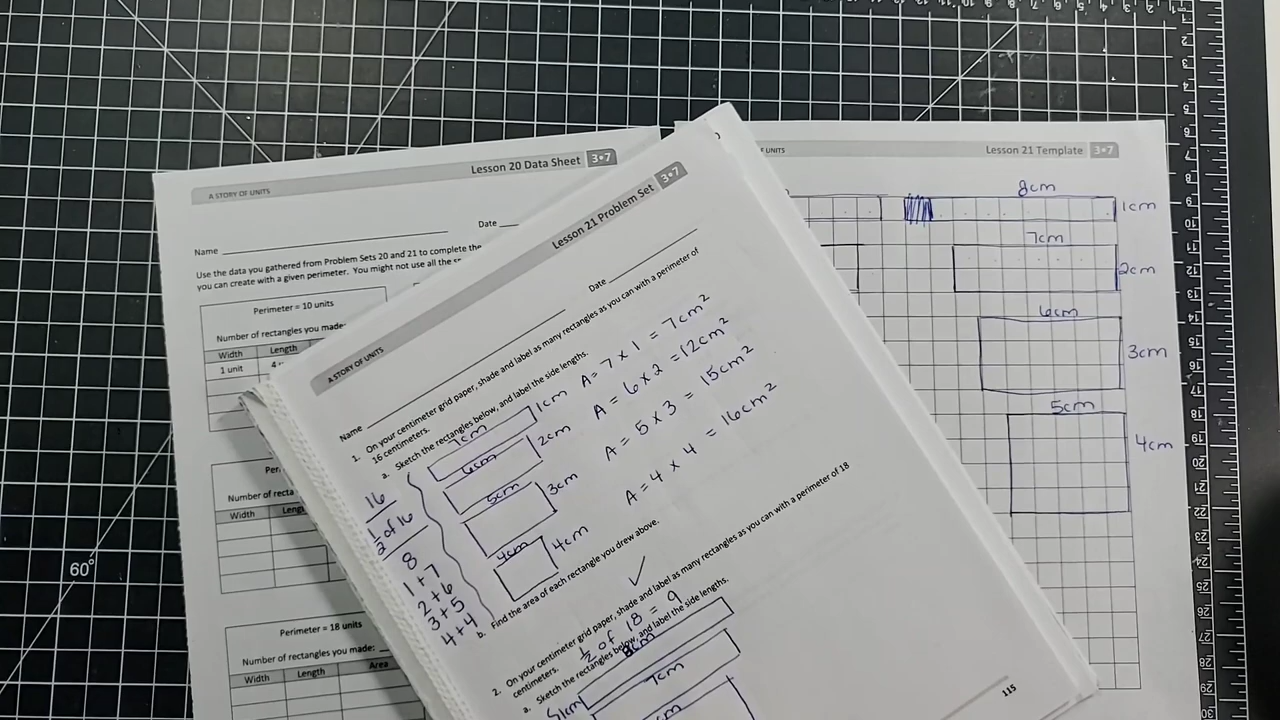 A STORY OF UNITS
Lesson 20 Data Sheet 3•7
Name
Date
Use the data you gathered from Problem Sets 20 and 21 to complete the
you can create with a given perimeter. You might not use all the
Perimeter = 10 units
Number of rectangles you made:
Width Length
1 unit 4
Number of recta
Width
Perimeter = 18 units
Number of rectangles you made:
Width Length Area
A STORY OF UNITS
Lesson 21 Problem Set 3•7
Name
Date
1. On your centimeter grid paper, shade and label as many rectangles as you can with a perimeter of
16 centimeters.
a. Sketch the rectangles below, and label the side lengths.
7cm
1cm A = 7 x 1 = 7cm²
6cm
2cm A = 6 x 2 = 12cm²
5cm
3cm A = 5 x 3 = 15cm²
4cm
4cm A = 4 x 4 = 16cm²
16
½ of 16
8
1+7
2+6
3+5
4+4
b. Find the area of each rectangle you drew above.
2. On your centimeter grid paper, shade and label as many rectangles as you can with a perimeter of 18
centimeters.
½ of 18 = 9
a. Sketch the rectangles below, and label the side lengths.
1cm
7cm
cm
115
OF UNITS
Lesson 21 Template 3•7
8cm
1cm
7cm
2cm
6cm
3cm
5cm
4cm
60°